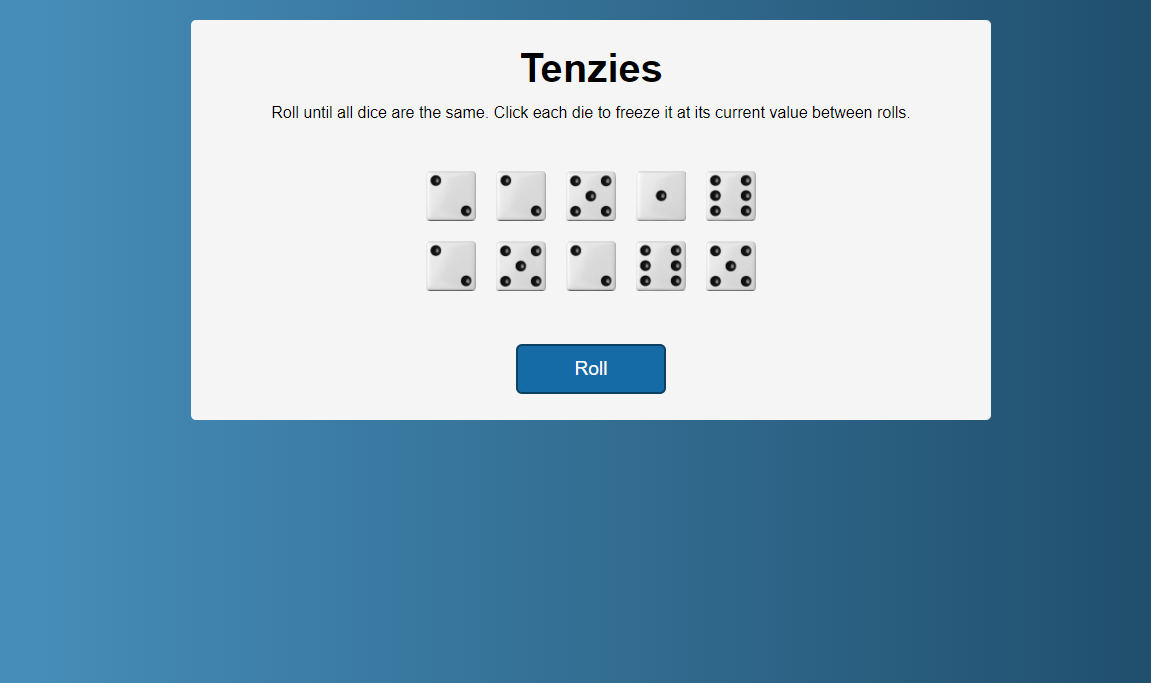 Tenzies
Roll until all dice are the same. Click each die to freeze it at its current value between rolls.
Roll